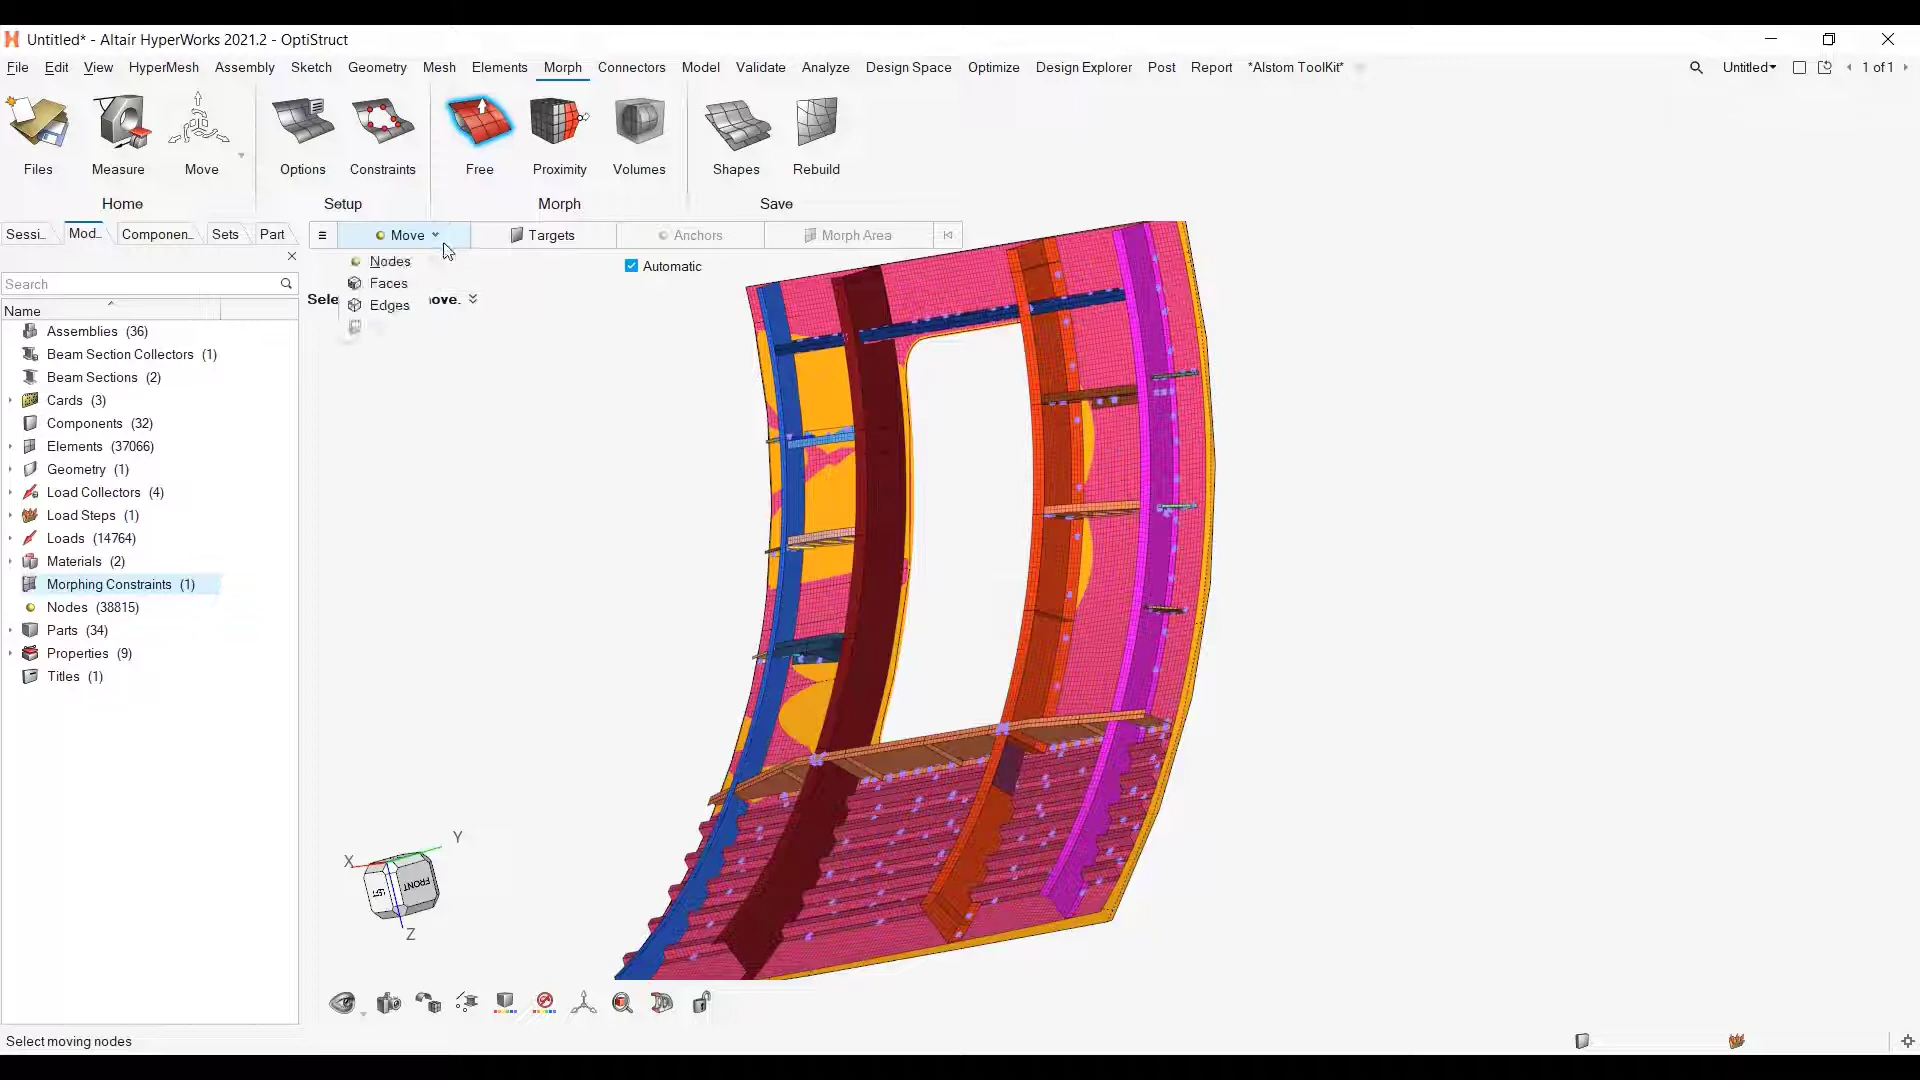 Untitled* - Altair HyperWorks 2021.2 - OptiStruct
File Edit View HyperMesh Assembly Sketch Geometry Mesh Elements Morph Connectors Model Validate Analyze Design Space Optimize Design Explorer Post Report *Alstom ToolKit* Untitled 1 of 1
Files Measure Move Options Constraints Free Proximity Volumes Shapes Rebuild
Home Setup Morph Save
Sessi... Mod... Componen... Sets Part
Move Targets Anchors Morph Area
Nodes
Automatic
Faces
Search
Sele ove.
Edges
Name
Assemblies (36)
Beam Section Collectors (1)
Beam Sections (2)
Cards (3)
Components (32)
Elements (37066)
Geometry (1)
Load Collectors (4)
Load Steps (1)
Loads (14764)
Materials (2)
Morphing Constraints (1)
Nodes (38815)
Parts (34)
Properties (9)
Titles (1)
Y
X
LEFT FRONT
Z
Select moving nodes